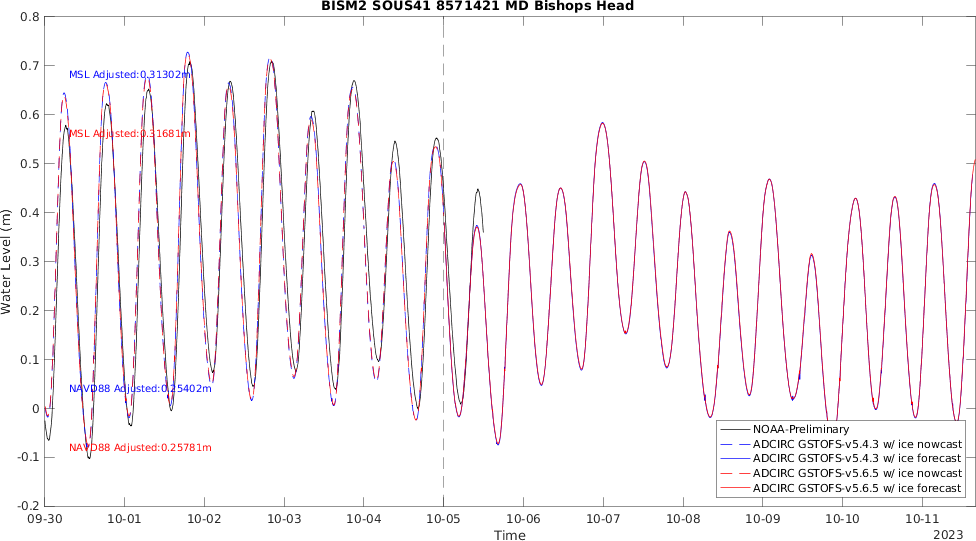 BISM2 SOUS41 8571421 MD Bishops Head
0.8
0.7
0.6
0.5
0.4
0.3
0.2
0.1
0
-0.1
-0.2
Water Level (m)
MSL Adjusted:0.31302m
MSL Adjusted:0.31681m
NAVD88 Adjusted:0.25402m
NAVD88 Adjusted:0.25781m
NOAA-Preliminary
ADCIRC GSTOFS-v5.4.3 w/ ice nowcast
ADCIRC GSTOFS-v5.4.3 w/ ice forecast
ADCIRC GSTOFS-v5.6.5 w/ ice nowcast
ADCIRC GSTOFS-v5.6.5 w/ ice forecast
09-30 10-01 10-02 10-03 10-04 10-05 10-06 10-07 10-08 10-09 10-10 10-11
2023
Time